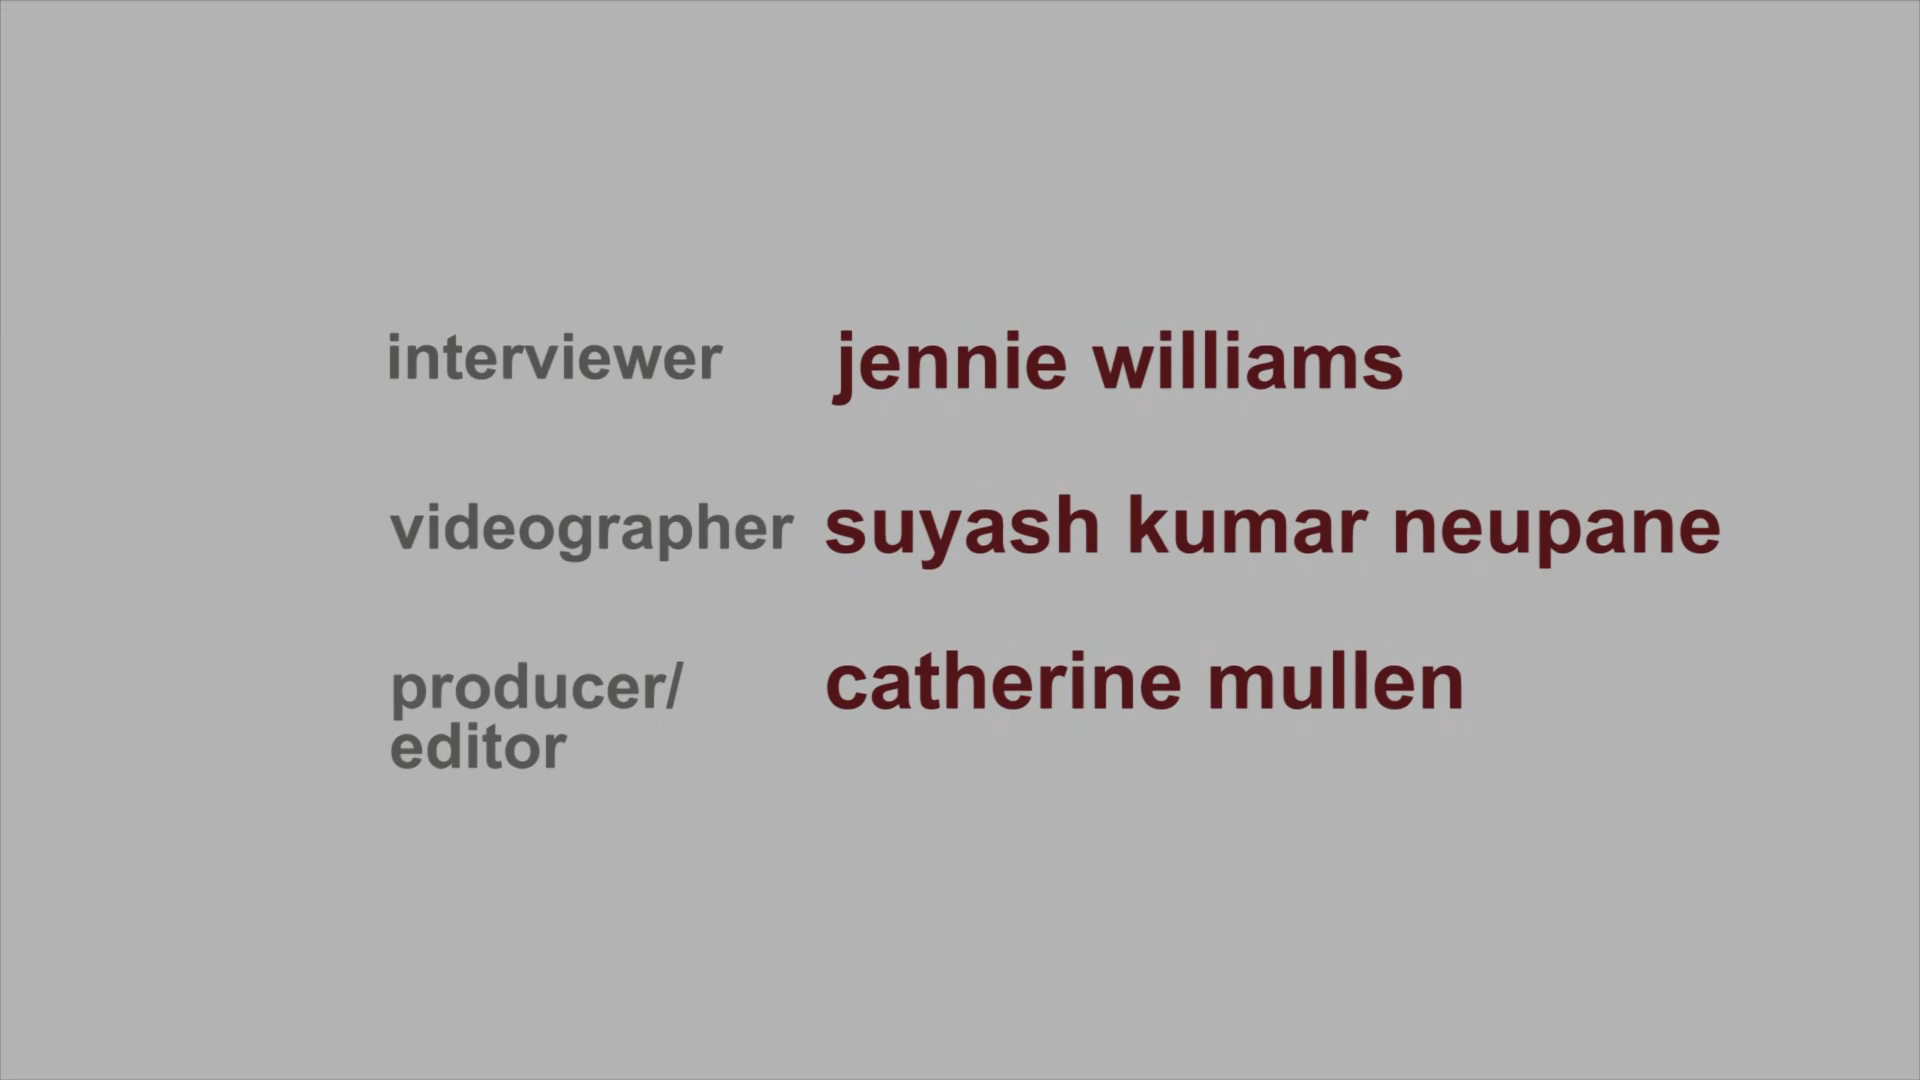 interviewer jennie williams
videographer suyash kumar neupane
producer/ catherine mullen
editor